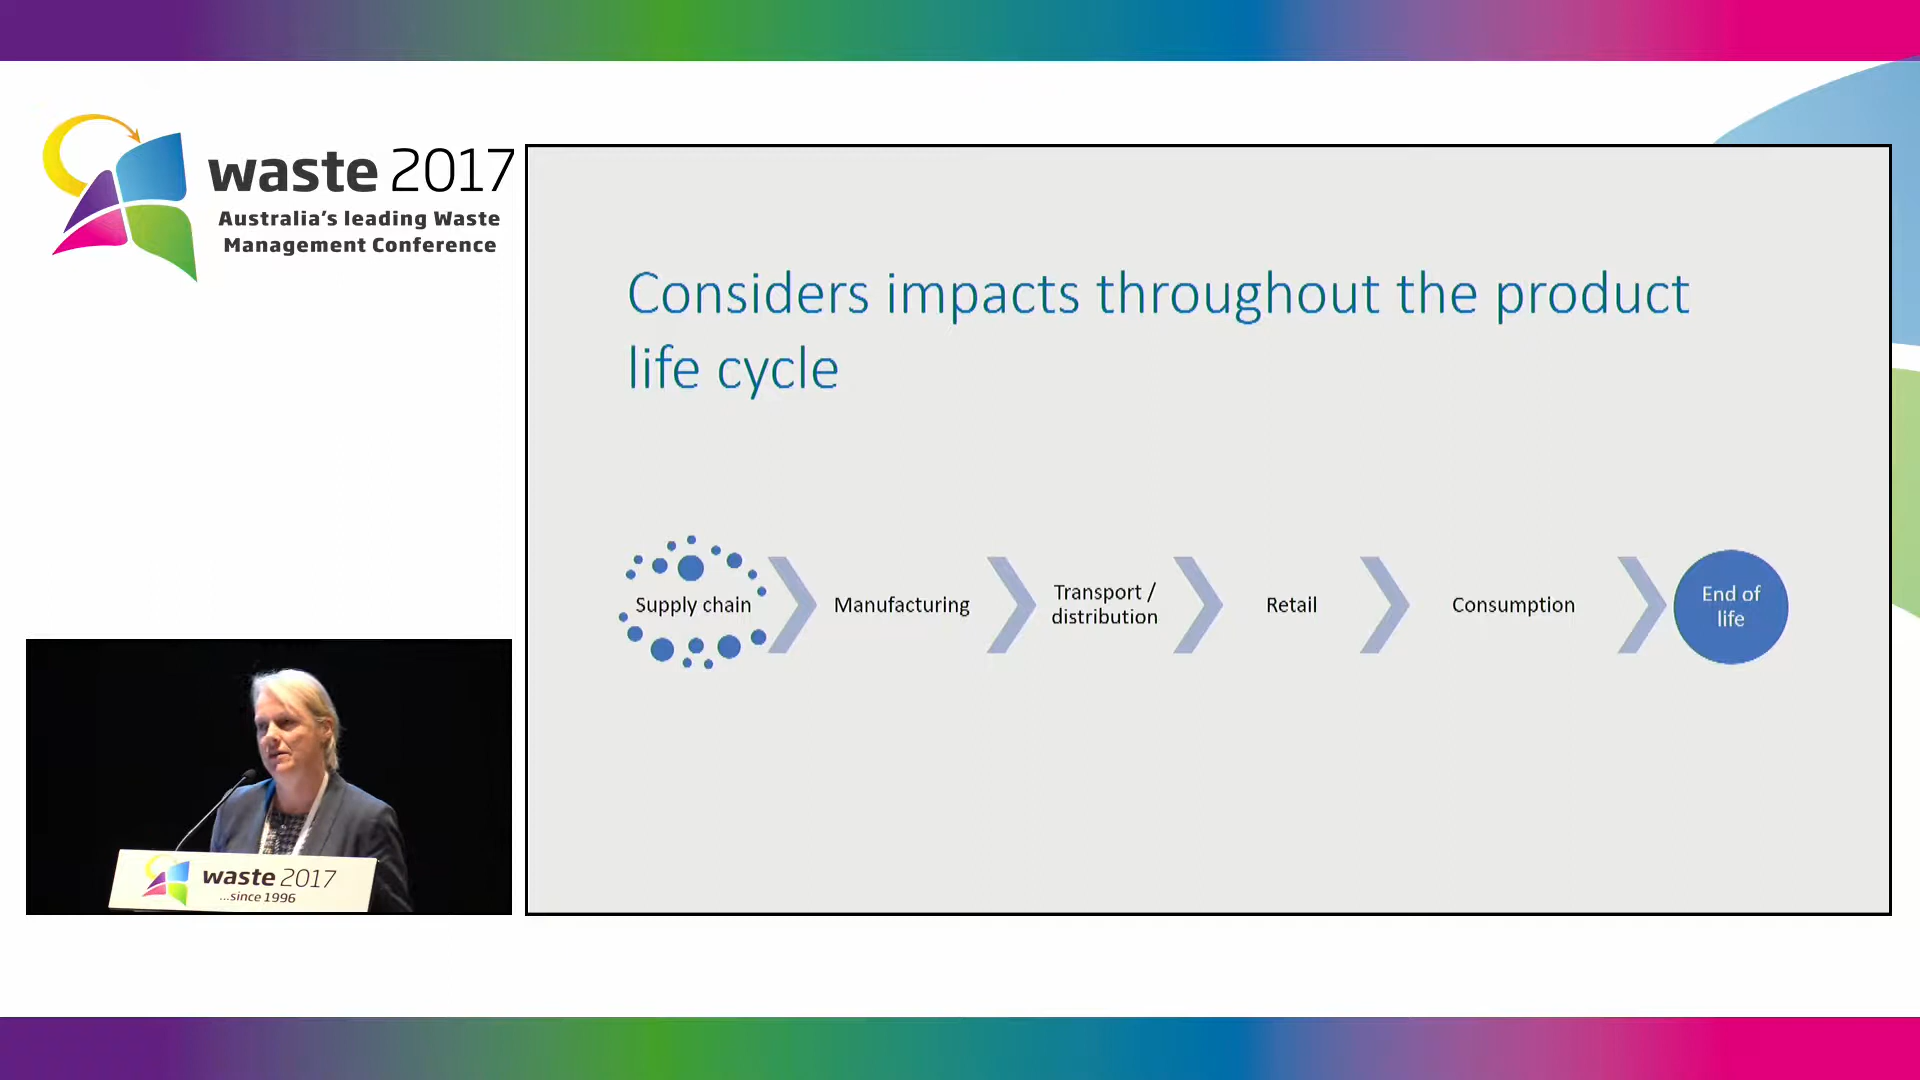 waste 2017
Australia's leading Waste
Management Conference
Considers impacts throughout the product
life cycle
Supply chain
Manufacturing
Transport /
distribution
Retail
Consumption
End of
life
waste 2017
...since 1996